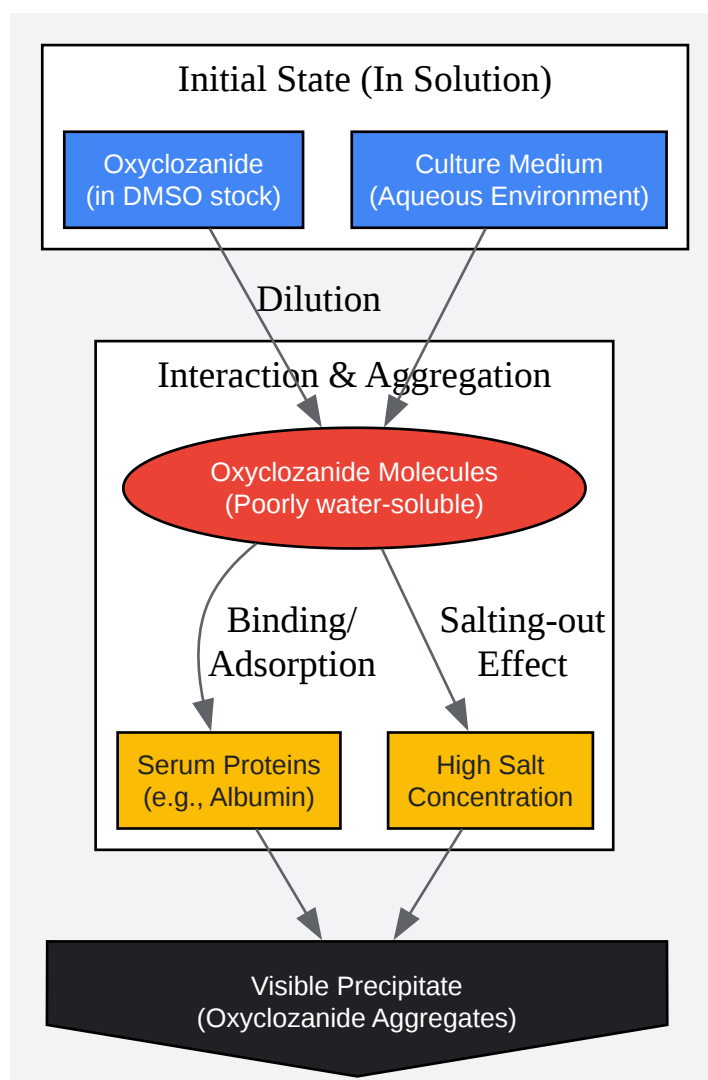 Initial State (In Solution)
Oxyclozanide
(in DMSO stock)
Culture Medium
(Aqueous Environment)
Dilution
Interaction & Aggregation
Oxyclozanide Molecules
(Poorly water-soluble)
Binding/
Adsorption
Salting-out
Effect
Serum Proteins
(e.g., Albumin)
High Salt
Concentration
Visible Precipitate
(Oxyclozanide Aggregates)